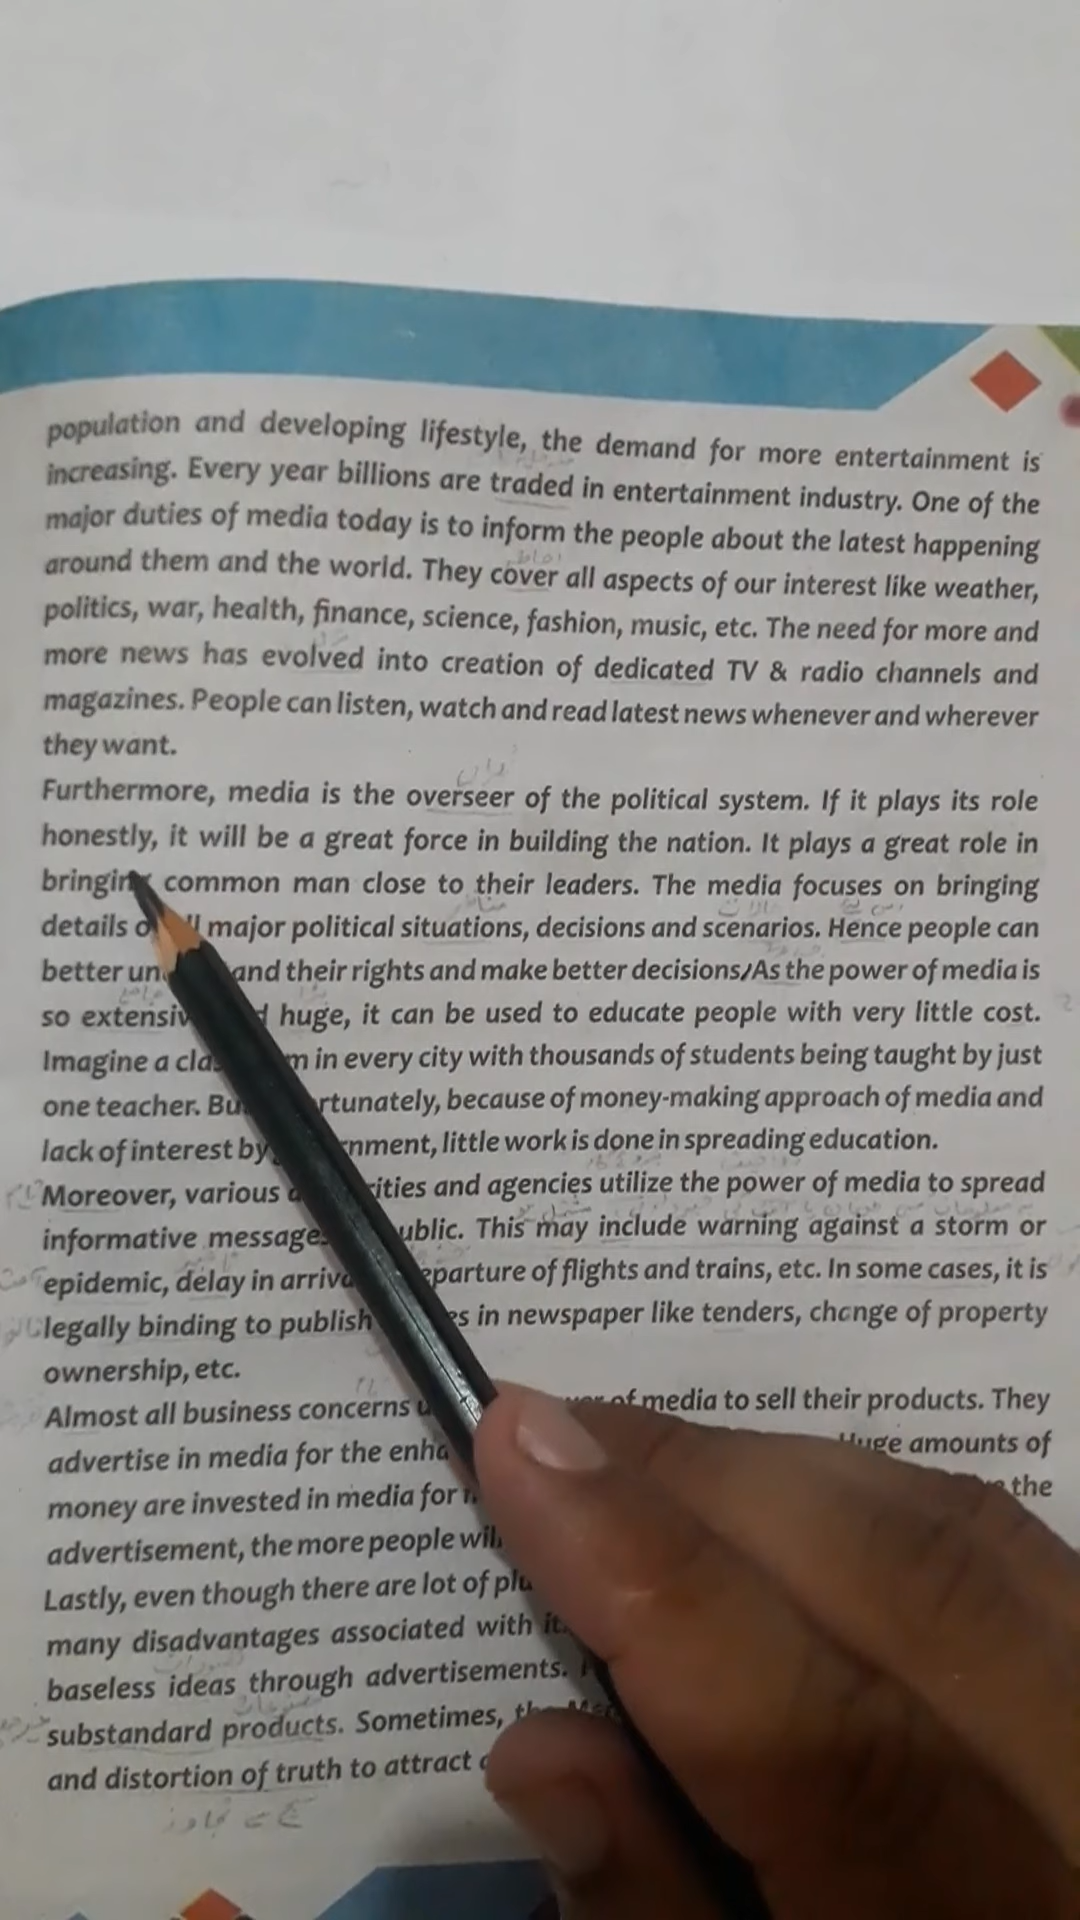 population and developing lifestyle, the demand for more entertainment is
increasing. Every year billions are traded in entertainment industry. One of the
major duties of media today is to inform the people about the latest happening
around them and the world. They cover all aspects of our interest like weather,
politics, war, health, finance, science, fashion, music, etc. The need for more and
more news has evolved into creation of dedicated TV & radio channels and
magazines. People can listen, watch and read latest news whenever and wherever
they want.
Furthermore, media is the overseer of the political system. If it plays its role
honestly, it will be a great force in building the nation. It plays a great role in
bringing common man close to their leaders. The media focuses on bringing
details major political situations, decisions and scenarios. Hence people can
better and their rights and make better decisions/As the power of media is
so huge, it can be used to educate people with very little cost.
Imagine a in every city with thousands of students being taught by just
one teacher. because of money-making approach of media and
lack of interest by little work is done in spreading education.
Moreover, various and agencies utilize the power of media to spread
informative message This may include warning against a storm or
epidemic, delay in of flights and trains, etc. In some cases, it is
legally binding to publish in newspaper like tenders, change of property
ownership, etc.
Almost all business concerns of media to sell their products. They
advertise in media for the amounts of
money are invested in media for the
advertisement, the more people
Lastly, even though there are lot of
many disadvantages associated with it.
baseless ideas through advertisements.
substandard products. Sometimes,
and distortion of truth to attract